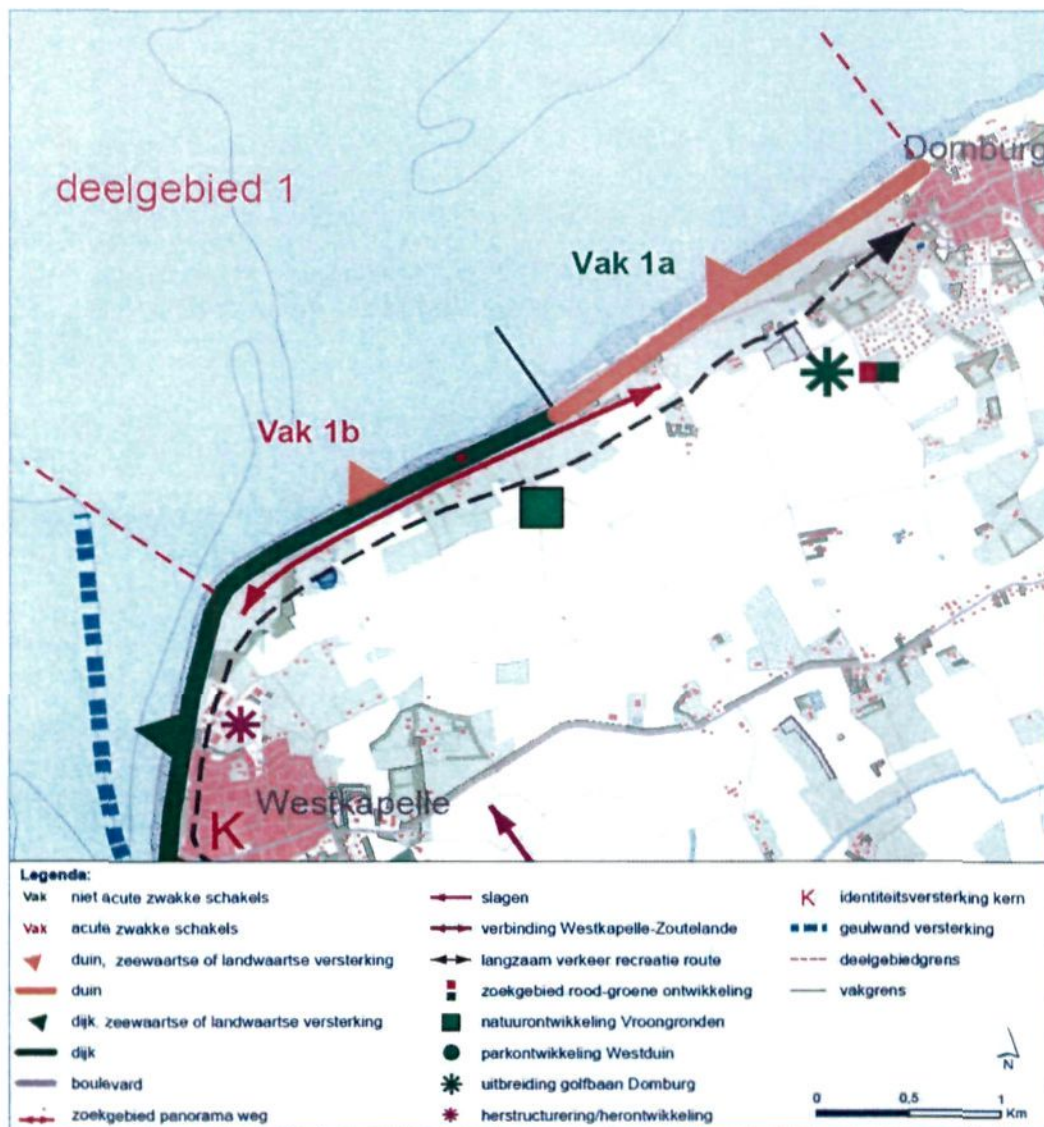 Domburg
deelgebied 1
Vak 1a
Vak 1b
Westkapelle
K
Legenda:
Vak niet acute zwakke schakels
Vak acute zwakke schakels
duin, zeewaartse of landwaartse versterking
duin
dijk, zeewaartse of landwaartse versterking
dijk
boulevard
zoekgebied panorama weg
slagen
verbinding Westkapelle-Zoutelande
langzaam verkeer recreatie route
zoekgebied rood-groene ontwikkeling
natuurontwikkeling Vroongronden
parkontwikkeling Westduin
uitbreiding golfbaan Domburg
herstructurering/herontwikkeling
K identiteitsversterking kern
geulwand versterking
deelgebiedgrens
vakgrens
N
0 0,5 1
Km